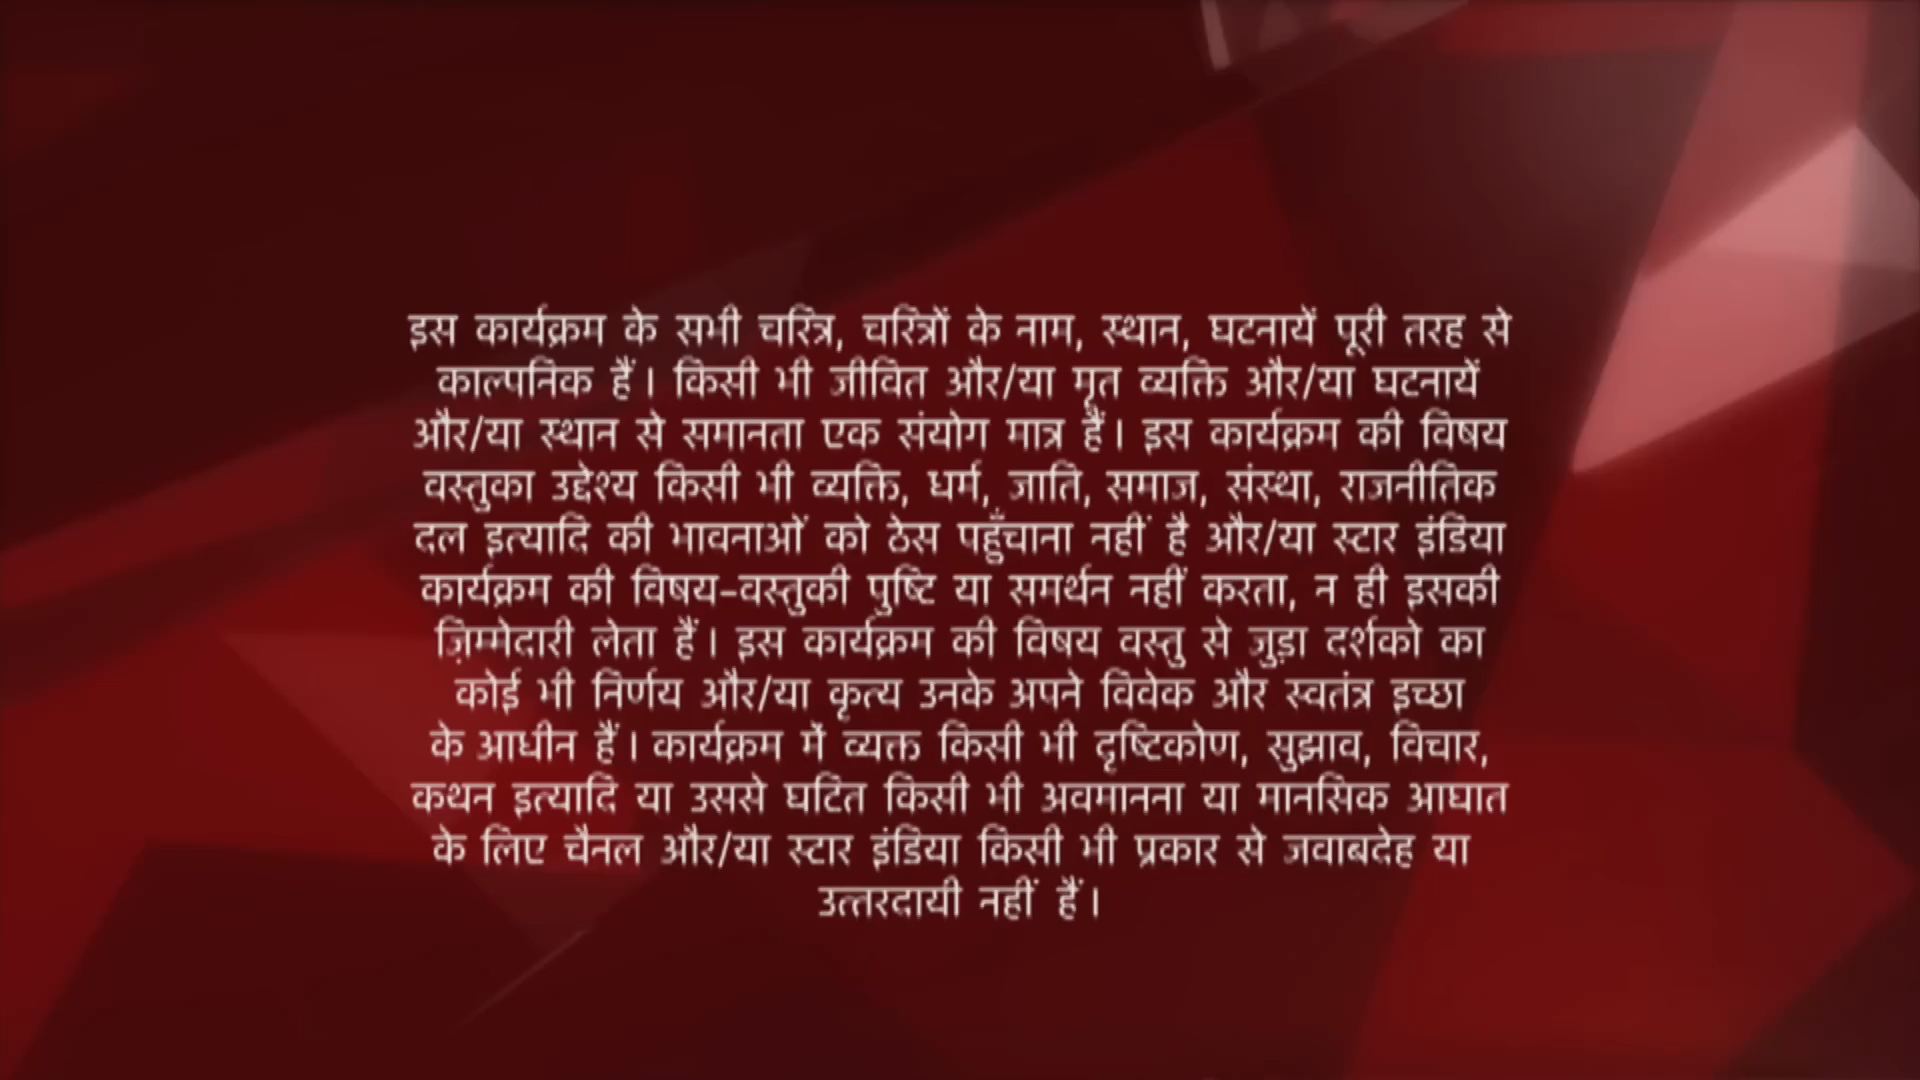 इस कार्यक्रम के सभी चरित्र, चरित्रों के नाम, स्थान, घटनायें पूरी तरह से
काल्पनिक हैं। किसी भी जीवित और/या मृत व्यक्ति और/या घटनायें
और/या स्थान से समानता एक संयोग मात्र हैं। इस कार्यक्रम की विषय
वस्तुका उद्देश्य किसी भी व्यक्ति, धर्म, जाति, समाज, संस्था, राजनीतिक
दल इत्यादि की भावनाओं को ठेस पहुँचाना नहीं है और/या स्टार इंडिया
कार्यक्रम की विषय-वस्तुकी पुष्टि या समर्थन नहीं करता, न ही इसकी
ज़िम्मेदारी लेता हैं। इस कार्यक्रम की विषय वस्तु से जुड़ा दर्शको का
कोई भी निर्णय और/या कृत्य उनके अपने विवेक और स्वतंत्र इच्छा
के आधीन हैं। कार्यक्रम में व्यक्त किसी भी दृष्टिकोण, सुझाव, विचार,
कथन इत्यादि या उससे घटित किसी भी अवमानना या मानसिक आघात
के लिए चैनल और/या स्टार इंडिया किसी भी प्रकार से जवाबदेह या
उत्तरदायी नहीं हैं।